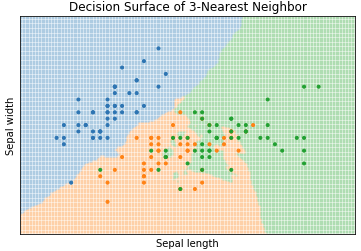 Decision Surface of 3-Nearest Neighbor
Sepal width
Sepal length